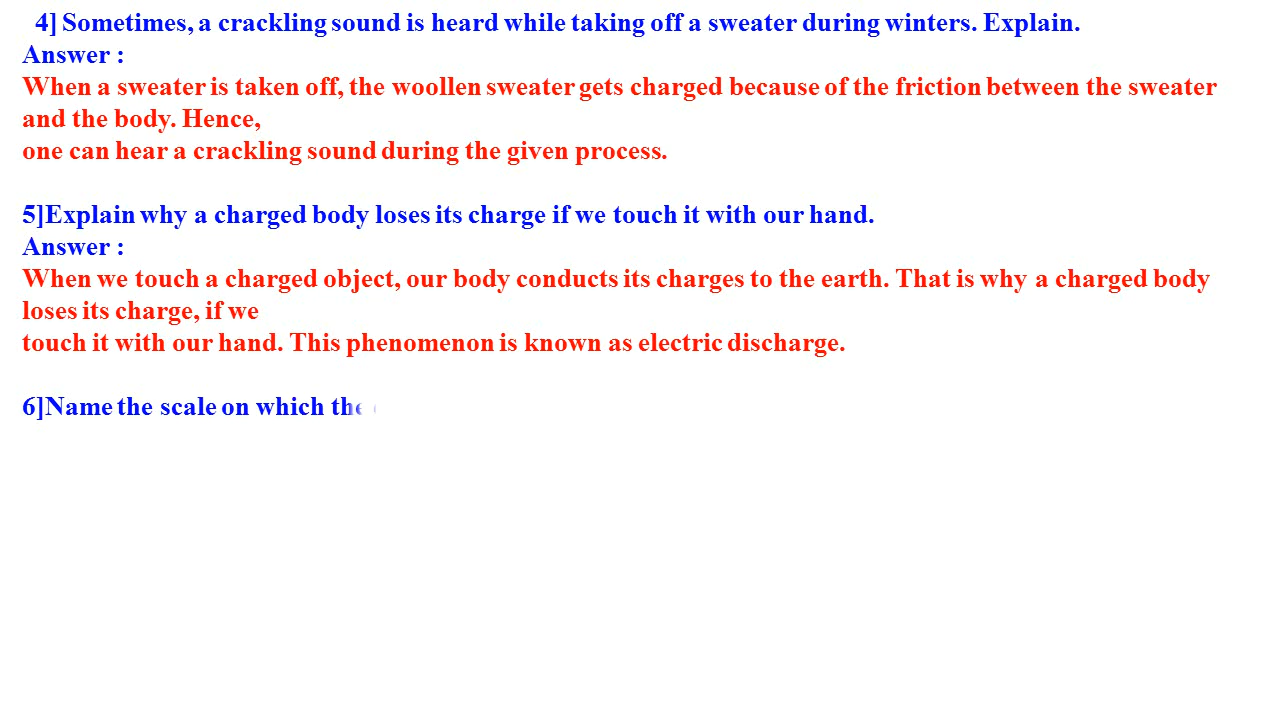 4] Sometimes, a crackling sound is heard while taking off a sweater during winters. Explain.
Answer :
When a sweater is taken off, the woollen sweater gets charged because of the friction between the sweater
and the body. Hence,
one can hear a crackling sound during the given process.
5]Explain why a charged body loses its charge if we touch it with our hand.
Answer :
When we touch a charged object, our body conducts its charges to the earth. That is why a charged body
loses its charge, if we
touch it with our hand. This phenomenon is known as electric discharge.
6]Name the scale on which the